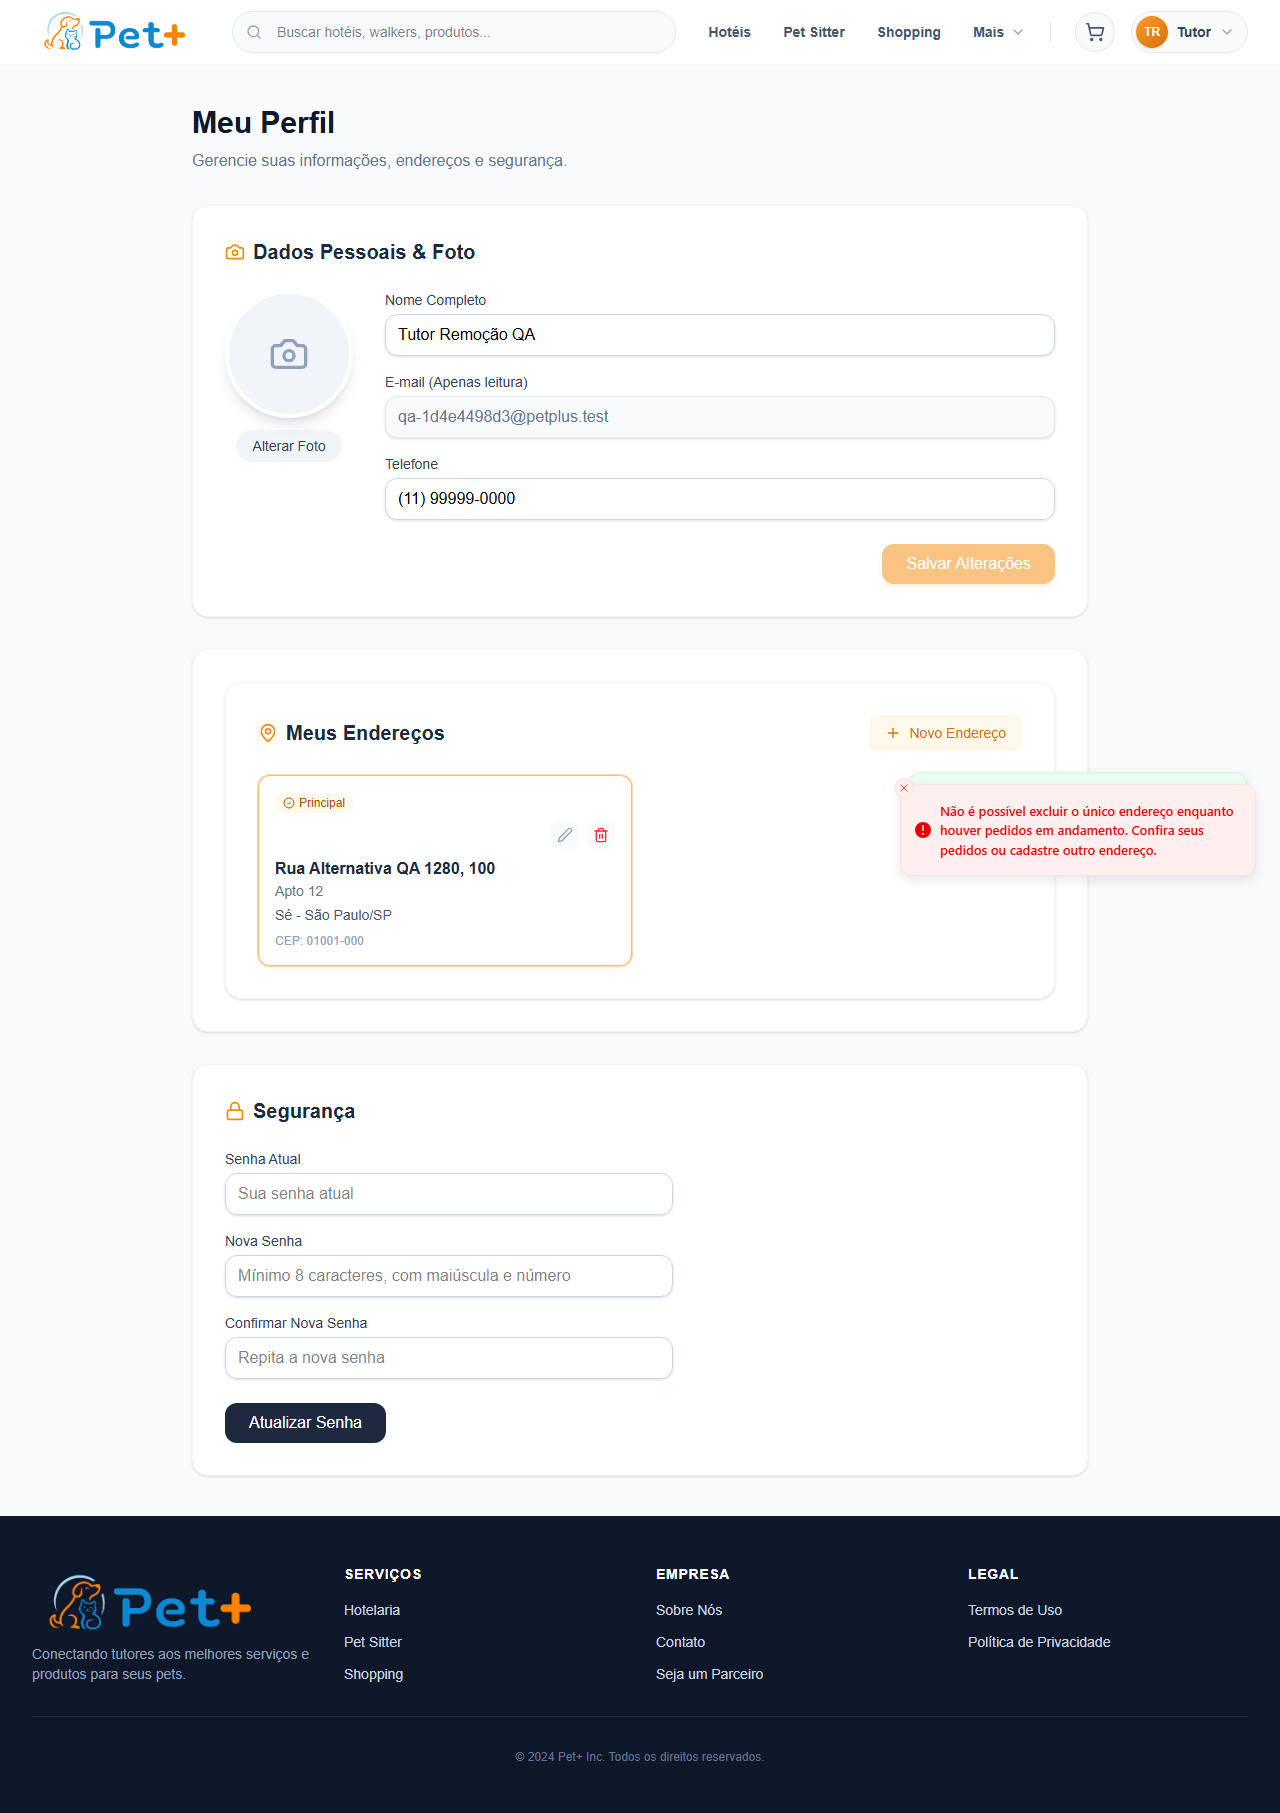 Pet+
Buscar hotéis, walkers, produtos...
Hotéis
Pet Sitter
Shopping
Mais
TR
Tutor
Meu Perfil
Gerencie suas informações, endereços e segurança.
Dados Pessoais & Foto
Alterar Foto
Nome Completo
Tutor Remoção QA
E-mail (Apenas leitura)
qa-1d4e4498d3@petplus.test
Telefone
(11) 99999-0000
Salvar Alterações
Meus Endereços
Novo Endereço
Principal
Rua Alternativa QA 1280, 100
Apto 12
Sé - São Paulo/SP
CEP: 01001-000
Não é possível excluir o único endereço enquanto
houver pedidos em andamento. Confira seus
pedidos ou cadastre outro endereço.
Segurança
Senha Atual
Sua senha atual
Nova Senha
Mínimo 8 caracteres, com maiúscula e número
Confirmar Nova Senha
Repita a nova senha
Atualizar Senha
Pet+
Conectando tutores aos melhores serviços e
produtos para seus pets.
SERVIÇOS
Hotelaria
Pet Sitter
Shopping
EMPRESA
Sobre Nós
Contato
Seja um Parceiro
LEGAL
Termos de Uso
Política de Privacidade
© 2024 Pet+ Inc. Todos os direitos reservados.